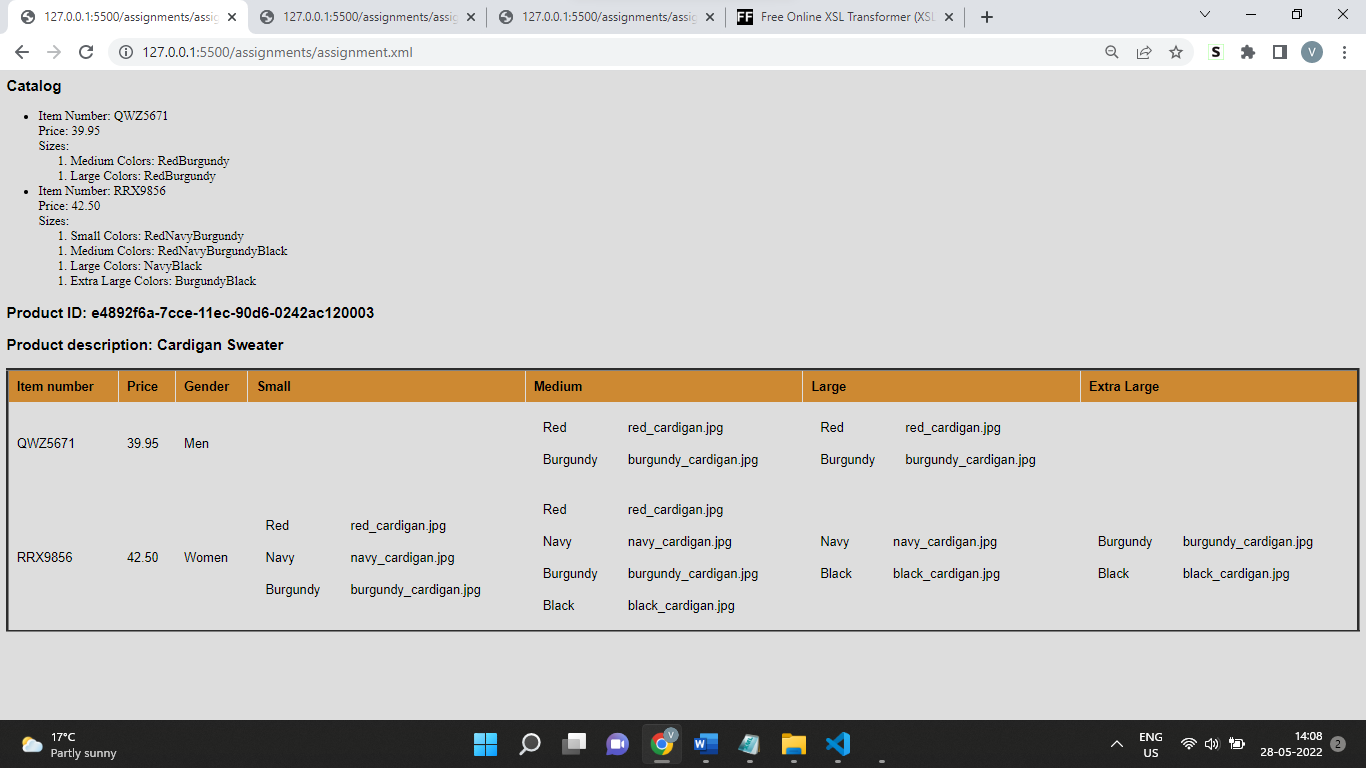 127.0.0.1:5500/assignments/assig
127.0.0.1:5500/assignments/assig
127.0.0.1:5500/assignments/assig
FF Free Online XSL Transformer (XSL
127.0.0.1:5500/assignments/assignment.xml
S
V
Catalog
• Item Number: QWZ5671
Price: 39.95
Sizes:
1. Medium Colors: RedBurgundy
1. Large Colors: RedBurgundy
• Item Number: RRX9856
Price: 42.50
Sizes:
1. Small Colors: RedNavyBurgundy
1. Medium Colors: RedNavyBurgundyBlack
1. Large Colors: NavyBlack
1. Extra Large Colors: BurgundyBlack
Product ID: e4892f6a-7cce-11ec-90d6-0242ac120003
Product description: Cardigan Sweater
Item number Price Gender Small Medium Large Extra Large
QWZ5671 39.95 Men
Red red_cardigan.jpg
Burgundy burgundy_cardigan.jpg
Red red_cardigan.jpg
Burgundy burgundy_cardigan.jpg
RRX9856 42.50 Women
Red red_cardigan.jpg
Navy navy_cardigan.jpg
Burgundy burgundy_cardigan.jpg
Red red_cardigan.jpg
Navy navy_cardigan.jpg
Burgundy burgundy_cardigan.jpg
Black black_cardigan.jpg
Navy navy_cardigan.jpg
Black black_cardigan.jpg
Burgundy burgundy_cardigan.jpg
Black black_cardigan.jpg
17°C
Partly sunny
V
W
ENG
US
14:08
28-05-2022
2